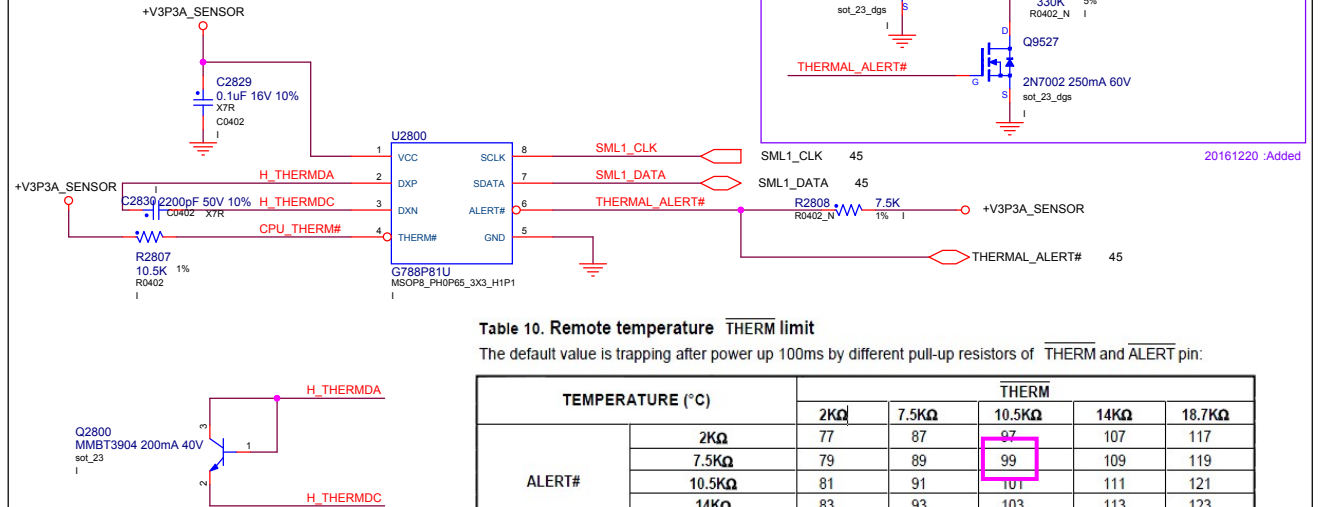 +V3P3A_SENSOR
C2829
0.1uF 16V 10%
X7R
C0402
I
sot_23_dgs
I
S
330K 5%
R0402_N I
D
Q9527
THERMAL_ALERT#
G
2N7002 250mA 60V
S
sot_23_dgs
I
20161220 :Added
U2800
1 VCC SCLK 8 SML1_CLK SML1_CLK 45
H_THERMDA 2 DXP SDATA 7 SML1_DATA SML1_DATA 45
+V3P3A_SENSOR
I
C2830 2200pF 50V 10% H_THERMDC 3 DXN ALERT# 6 THERMAL_ALERT# R2808 7.5K +V3P3A_SENSOR
C0402 X7R
R0402_N 1% I
CPU_THERM# 4 THERM# GND 5
R2807
10.5K 1%
R0402
I
G788P81U
MSOP8_PH0P65_3X3_H1P1
I
THERMAL_ALERT# 45
Table 10. Remote temperature THERM limit
The default value is trapping after power up 100ms by different pull-up resistors of THERM and ALERT pin:
TEMPERATURE (°C) THERM
2KΩ 7.5KΩ 10.5KΩ 14KΩ 18.7KΩ
ALERT#
2KΩ 77 87 97 107 117
7.5KΩ 79 89 99 109 119
10.5KΩ 81 91 101 111 121
14KΩ 83 93 103 113 123
H_THERMDA
3
Q2800
MMBT3904 200mA 40V
sot_23
I
1
2
H_THERMDC